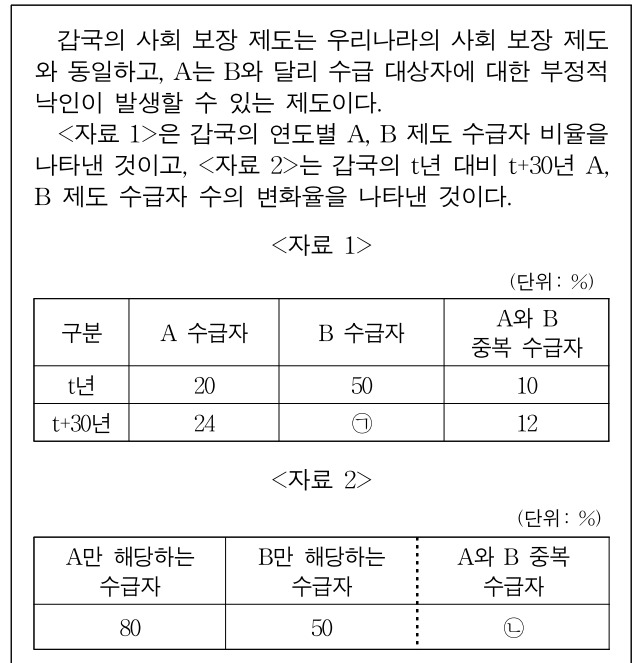 갑국의 사회 보장 제도는 우리나라의 사회 보장 제도
와 동일하고, A는 B와 달리 수급 대상자에 대한 부정적
낙인이 발생할 수 있는 제도이다.
<자료 1>은 갑국의 연도별 A, B 제도 수급자 비율을
나타낸 것이고, <자료 2>는 갑국의 t년 대비 t+30년 A,
B 제도 수급자 수의 변화율을 나타낸 것이다.
<자료 1>
(단위: %)
구분 A 수급자 B 수급자 A와 B
중복 수급자
t년 20 50 10
t+30년 24 ㉠ 12
<자료 2>
(단위: %)
A만 해당하는 B만 해당하는 A와 B 중복
수급자 수급자 수급자
80 50 ㉡